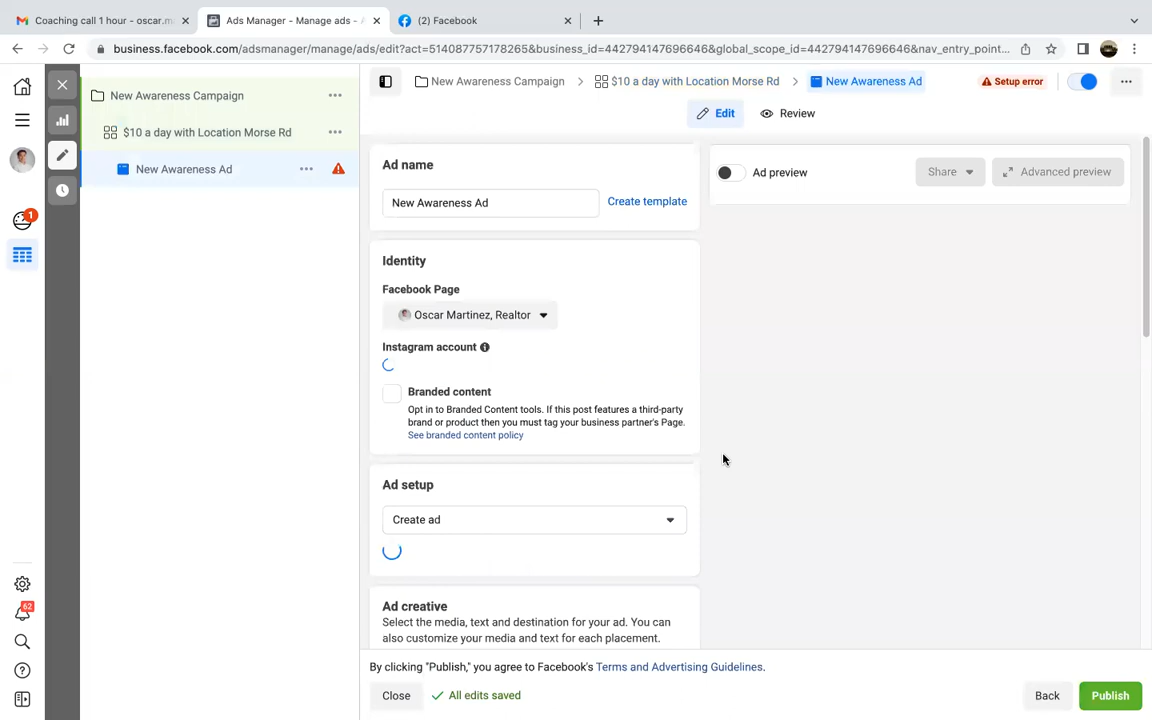 Coaching call 1 hour - oscar.m
Ads Manager - Manage ads - A
(2) Facebook
business.facebook.com/adsmanager/manage/ads/edit?act=514087757178265&business_id=442794147696646&global_scope_id=442794147696646&nav_entry_point...
New Awareness Campaign
$10 a day with Location Morse Rd
New Awareness Ad
Setup error
New Awareness Campaign
$10 a day with Location Morse Rd
New Awareness Ad
Edit
Review
Ad name
New Awareness Ad
Create template
Ad preview
Share
Advanced preview
Identity
Facebook Page
Oscar Martinez, Realtor
Instagram account
Branded content
Opt in to Branded Content tools. If this post features a third-party
brand or product then you must tag your business partner's Page.
See branded content policy
Ad setup
Create ad
Ad creative
Select the media, text and destination for your ad. You can
also customize your media and text for each placement.
1
62
By clicking "Publish," you agree to Facebook's Terms and Advertising Guidelines.
Close
All edits saved
Back
Publish